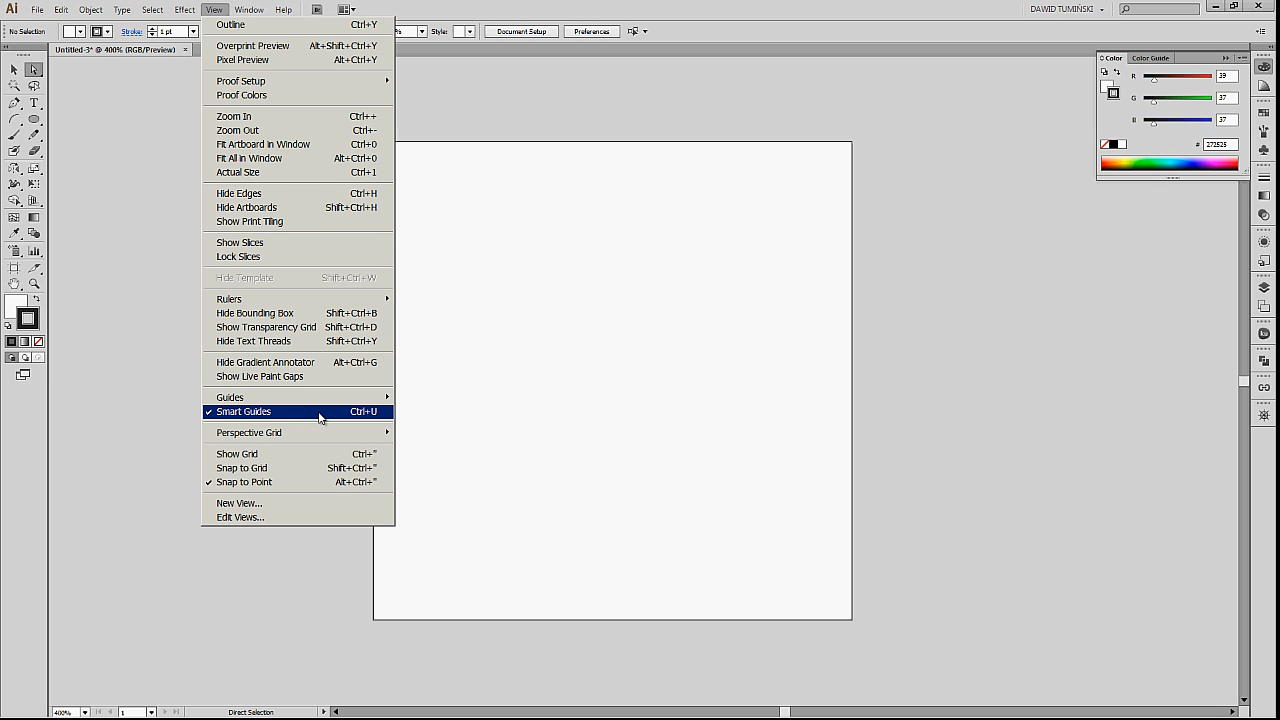 Ai File Edit Object Type Select Effect View Window Help Br DAWID TUMIŃSKI
No Selection Stroke: 1 pt % Style: Document Setup Preferences
Untitled-3* @ 400% (RGB/Preview) ×
Outline Ctrl+Y
Overprint Preview Alt+Shift+Ctrl+Y
Pixel Preview Alt+Ctrl+Y
Proof Setup
Proof Colors
Zoom In Ctrl++
Zoom Out Ctrl+-
Fit Artboard in Window Ctrl+0
Fit All in Window Alt+Ctrl+0
Actual Size Ctrl+1
Hide Edges Ctrl+H
Hide Artboards Shift+Ctrl+H
Show Print Tiling
Show Slices
Lock Slices
Hide Template Shift+Ctrl+W
Rulers
Hide Bounding Box Shift+Ctrl+B
Show Transparency Grid Shift+Ctrl+D
Hide Text Threads Shift+Ctrl+Y
Hide Gradient Annotator Alt+Ctrl+G
Show Live Paint Gaps
Guides
Smart Guides Ctrl+U
Perspective Grid
Show Grid Ctrl+"
Snap to Grid Shift+Ctrl+"
Snap to Point Alt+Ctrl+"
New View...
Edit Views...
Color Color Guide
R 39
G 37
B 37
# 272525
400% 1 Direct Selection